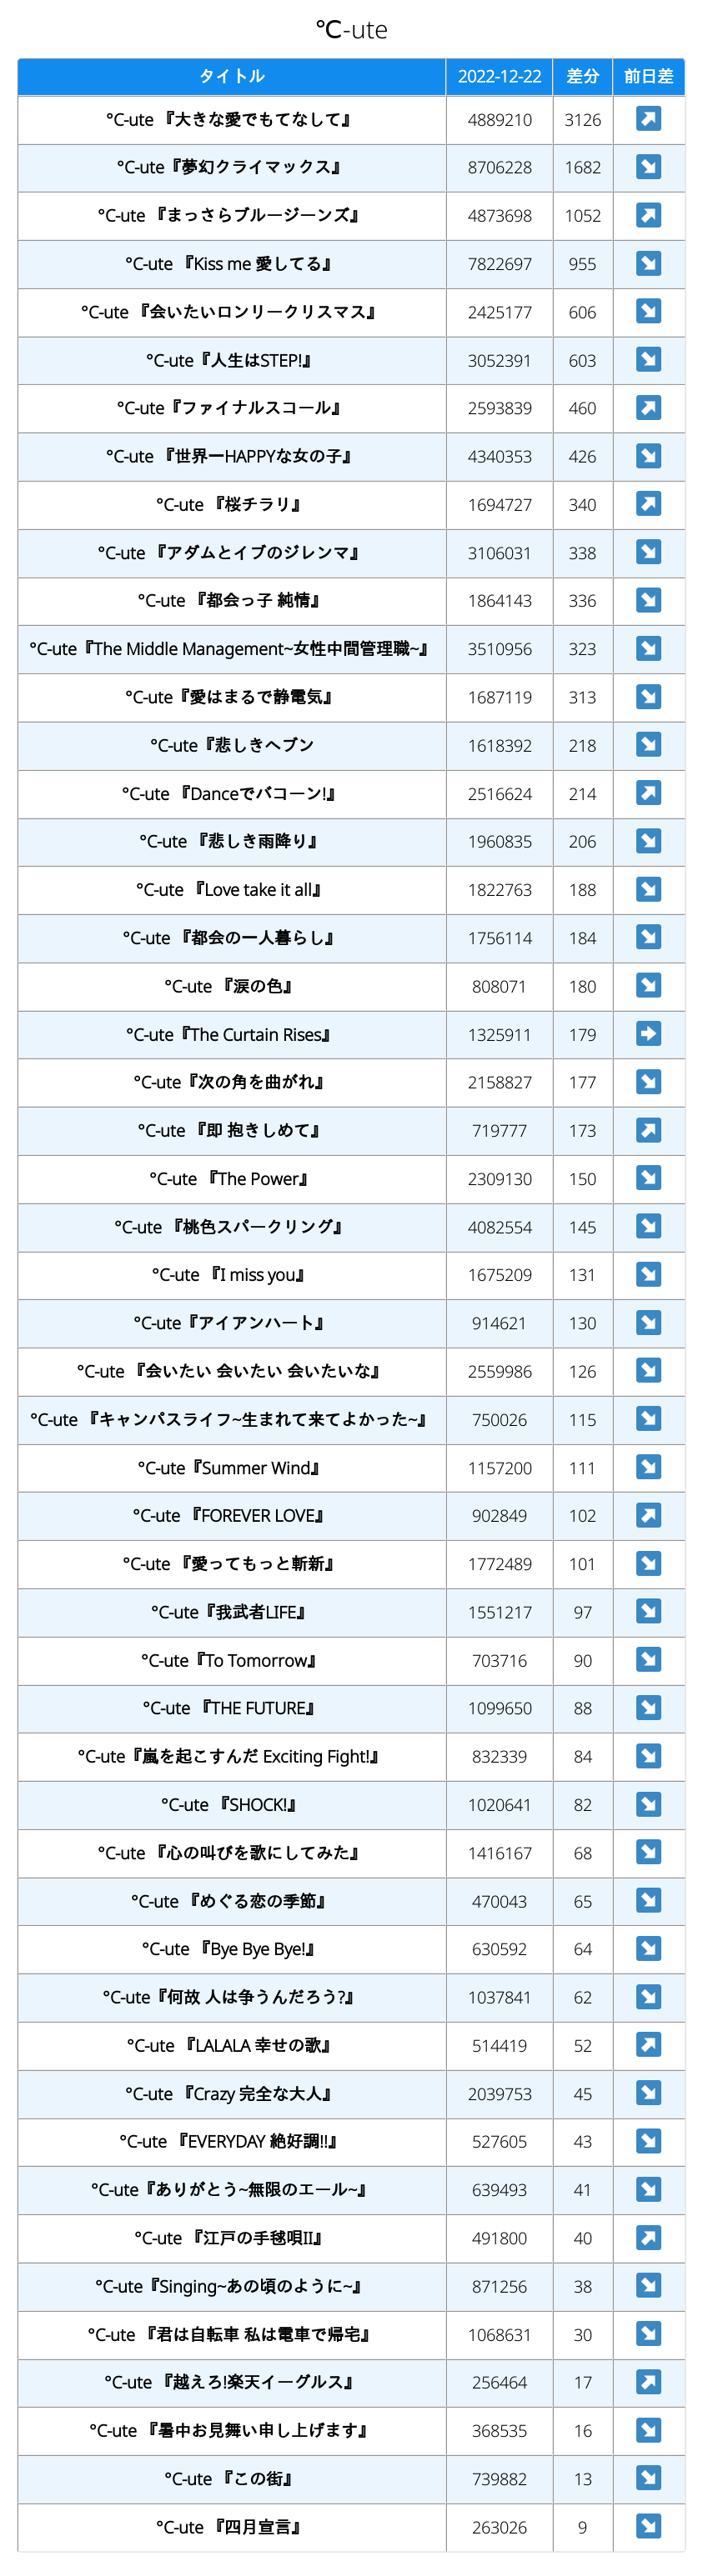 ℃-ute
タイトル 2022-12-22 差分 前日差
°C-ute 『大きな愛でもてなして』 4889210 3126 ↗
°C-ute『夢幻クライマックス』 8706228 1682 ↘
°C-ute 『まっさらブルージーンズ』 4873698 1052 ↗
°C-ute 『Kiss me 愛してる』 7822697 955 ↘
°C-ute 『会いたいロンリークリスマス』 2425177 606 ↘
°C-ute『人生はSTEP!』 3052391 603 ↘
°C-ute『ファイナルスコール』 2593839 460 ↗
°C-ute 『世界一HAPPYな女の子』 4340353 426 ↘
°C-ute 『桜チラリ』 1694727 340 ↗
°C-ute 『アダムとイブのジレンマ』 3106031 338 ↘
°C-ute 『都会っ子 純情』 1864143 336 ↘
°C-ute『The Middle Management~女性中間管理職~』 3510956 323 ↘
°C-ute『愛はまるで静電気』 1687119 313 ↘
°C-ute『悲しきヘブン 1618392 218 ↘
°C-ute 『Danceでバコーン!』 2516624 214 ↗
°C-ute 『悲しき雨降り』 1960835 206 ↘
°C-ute 『Love take it all』 1822763 188 ↘
°C-ute 『都会の一人暮らし』 1756114 184 ↘
°C-ute 『涙の色』 808071 180 ↘
°C-ute『The Curtain Rises』 1325911 179 →
°C-ute『次の角を曲がれ』 2158827 177 ↘
°C-ute 『即 抱きしめて』 719777 173 ↗
°C-ute 『The Power』 2309130 150 ↘
°C-ute 『桃色スパークリング』 4082554 145 ↘
°C-ute 『I miss you』 1675209 131 ↘
°C-ute『アイアンハート』 914621 130 ↘
°C-ute 『会いたい 会いたい 会いたいな』 2559986 126 ↘
°C-ute 『キャンパスライフ~生まれて来てよかった~』 750026 115 ↘
°C-ute『Summer Wind』 1157200 111 ↘
°C-ute 『FOREVER LOVE』 902849 102 ↗
°C-ute 『愛ってもっと斬新』 1772489 101 ↘
°C-ute『我武者LIFE』 1551217 97 ↘
°C-ute『To Tomorrow』 703716 90 ↘
°C-ute 『THE FUTURE』 1099650 88 ↘
°C-ute『嵐を起こすんだ Exciting Fight!』 832339 84 ↘
°C-ute 『SHOCK!』 1020641 82 ↘
°C-ute 『心の叫びを歌にしてみた』 1416167 68 ↘
°C-ute 『めぐる恋の季節』 470043 65 ↘
°C-ute 『Bye Bye Bye!』 630592 64 ↘
°C-ute『何故 人は争うんだろう?』 1037841 62 ↘
°C-ute 『LALALA 幸せの歌』 514419 52 ↗
°C-ute 『Crazy 完全な大人』 2039753 45 ↘
°C-ute 『EVERYDAY 絶好調!!』 527605 43 ↘
°C-ute『ありがとう~無限のエール~』 639493 41 ↘
°C-ute 『江戸の手毬唄II』 491800 40 ↗
°C-ute『Singing~あの頃のように~』 871256 38 ↘
°C-ute 『君は自転車 私は電車で帰宅』 1068631 30 ↘
°C-ute 『越えろ!楽天イーグルス』 256464 17 ↗
°C-ute 『暑中お見舞い申し上げます』 368535 16 ↘
°C-ute 『この街』 739882 13 ↘
°C-ute 『四月宣言』 263026 9 ↘